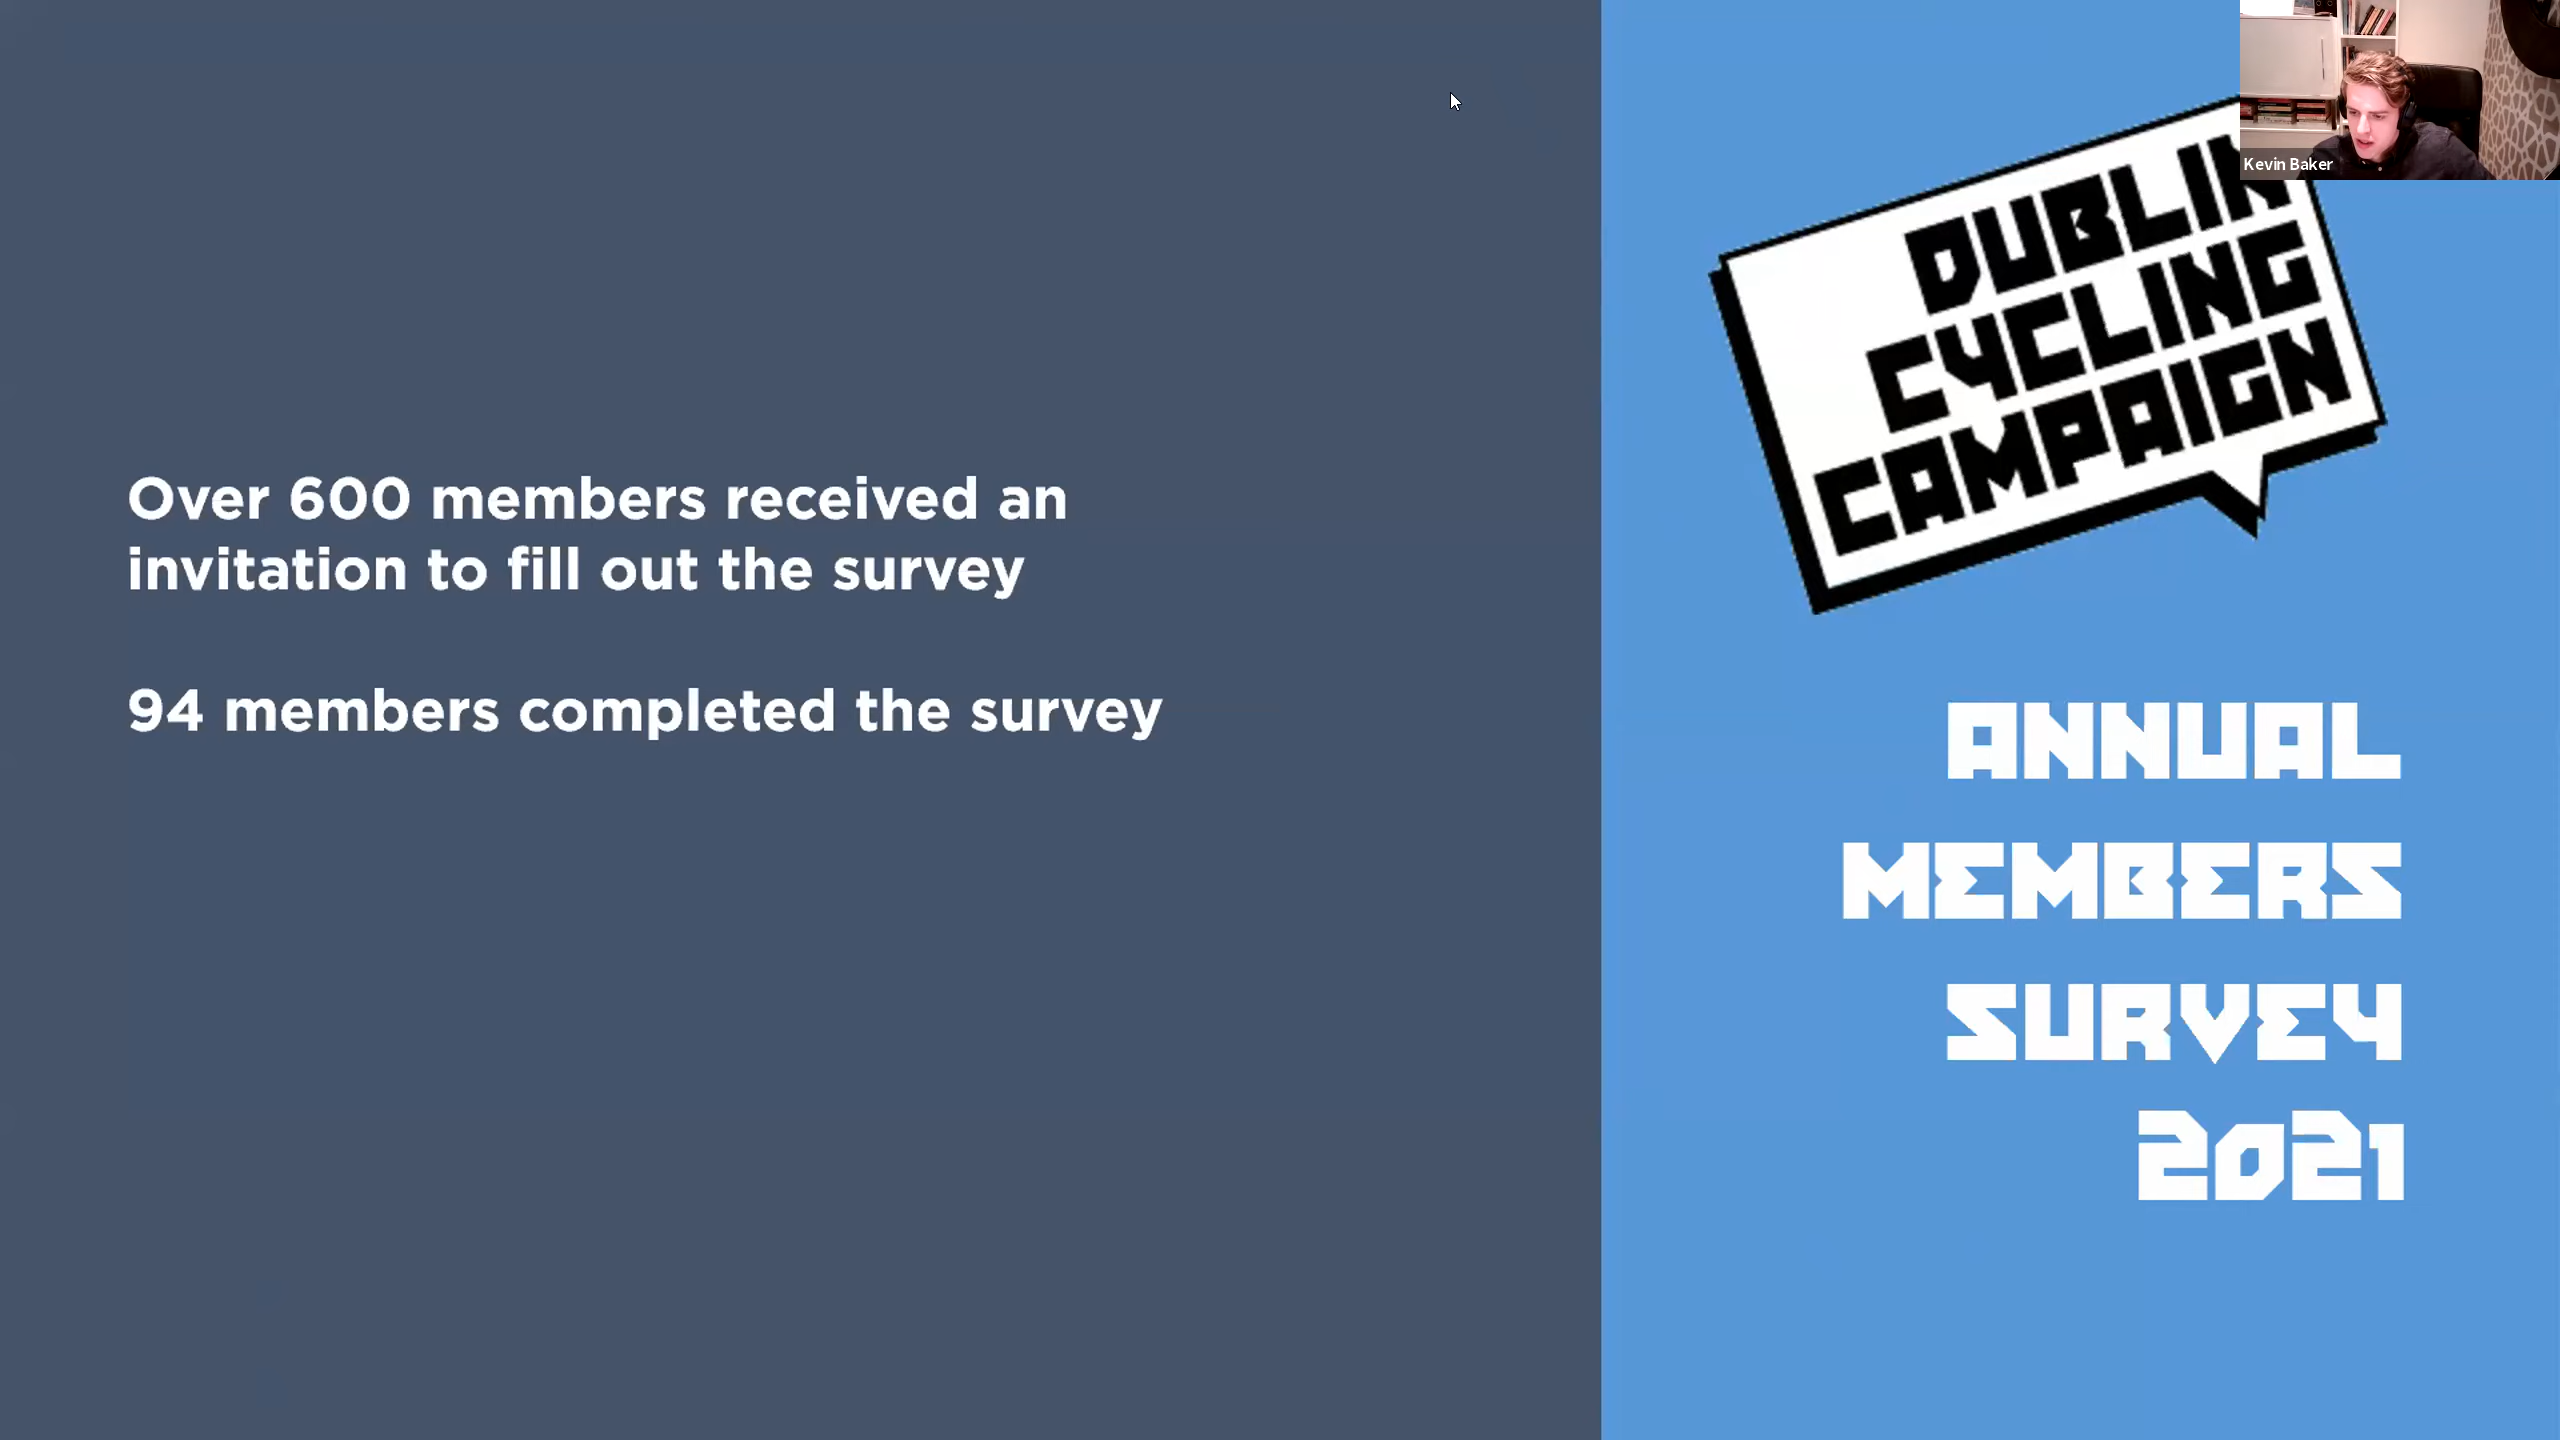 Over 600 members received an
invitation to fill out the survey
94 members completed the survey
Kevin Baker
DUBLIN
CYCLING
CAMPAIGN
ANNUAL
MEMBERS
SURVEY
2021